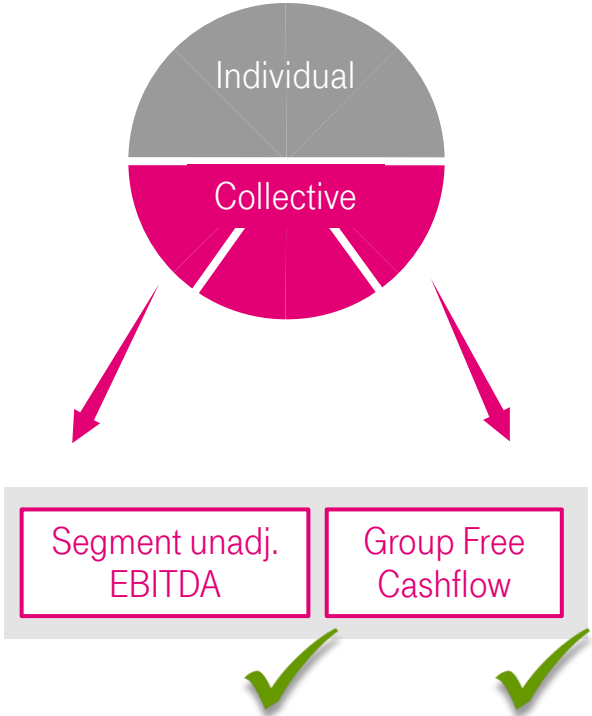 Individual
Collective
Segment unadj.
EBITDA
Group Free
Cashflow